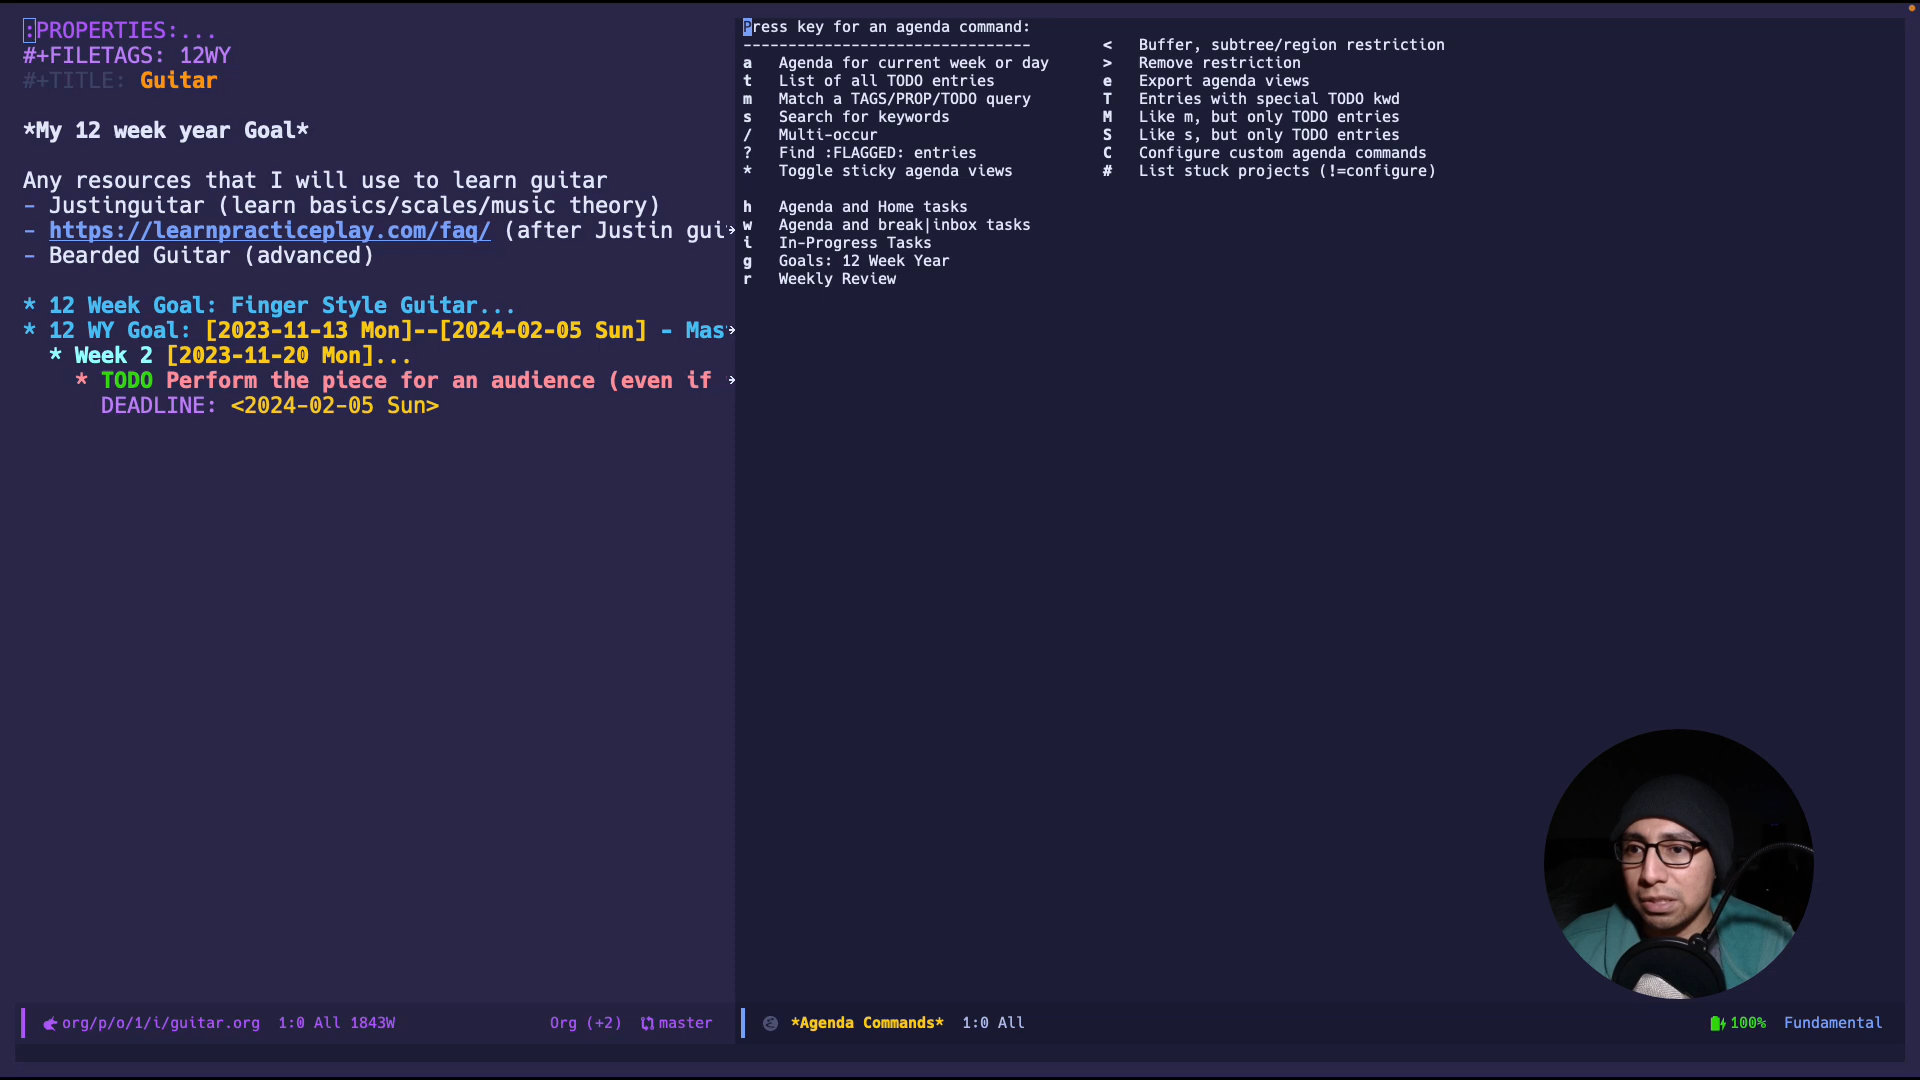 :PROPERTIES:...
#+FILETAGS: 12WY
#+TITLE: Guitar
*My 12 week year Goal*
Any resources that I will use to learn guitar
- Justinguitar (learn basics/scales/music theory)
- https://learnpracticeplay.com/faq/ (after Justin gui
- Bearded Guitar (advanced)
* 12 Week Goal: Finger Style Guitar...
* 12 WY Goal: [2023-11-13 Mon]--[2024-02-05 Sun] - Mas
* Week 2 [2023-11-20 Mon]...
* TODO Perform the piece for an audience (even if
DEADLINE: <2024-02-05 Sun>
org/p/o/1/i/guitar.org 1:0 All 1843W Org (+2) master
Press key for an agenda command:
-------------------------------- < Buffer, subtree/region restriction
a Agenda for current week or day > Remove restriction
t List of all TODO entries e Export agenda views
m Match a TAGS/PROP/TODO query T Entries with special TODO kwd
s Search for keywords M Like m, but only TODO entries
/ Multi-occur S Like s, but only TODO entries
? Find :FLAGGED: entries C Configure custom agenda commands
* Toggle sticky agenda views # List stuck projects (!=configure)
h Agenda and Home tasks
w Agenda and break|inbox tasks
i In-Progress Tasks
g Goals: 12 Week Year
r Weekly Review
*Agenda Commands* 1:0 All 100% Fundamental